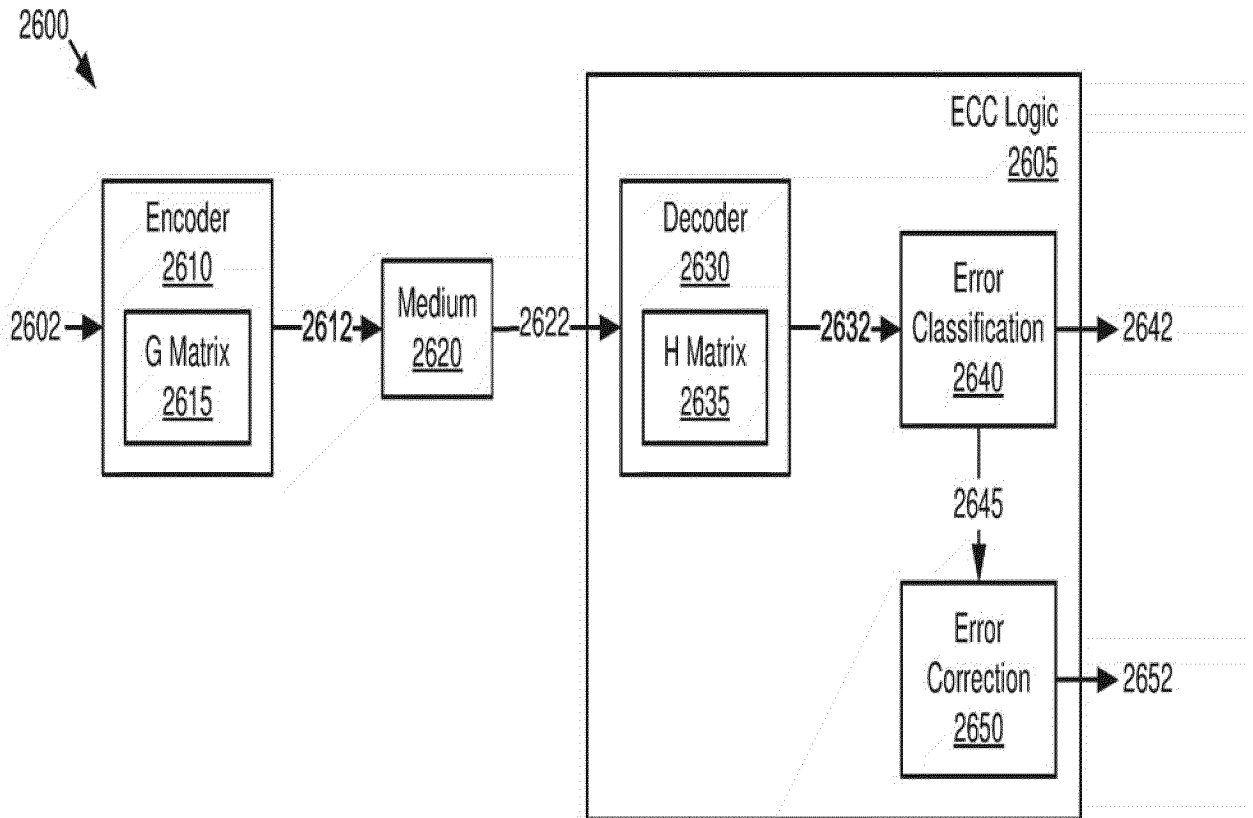 2600
ECC Logic
2605
Encoder
2610
G Matrix
2615
2602
2612
Medium
2620
2622
Decoder
2630
H Matrix
2635
2632
Error
Classification
2640
2642
2645
Error
Correction
2650
2652